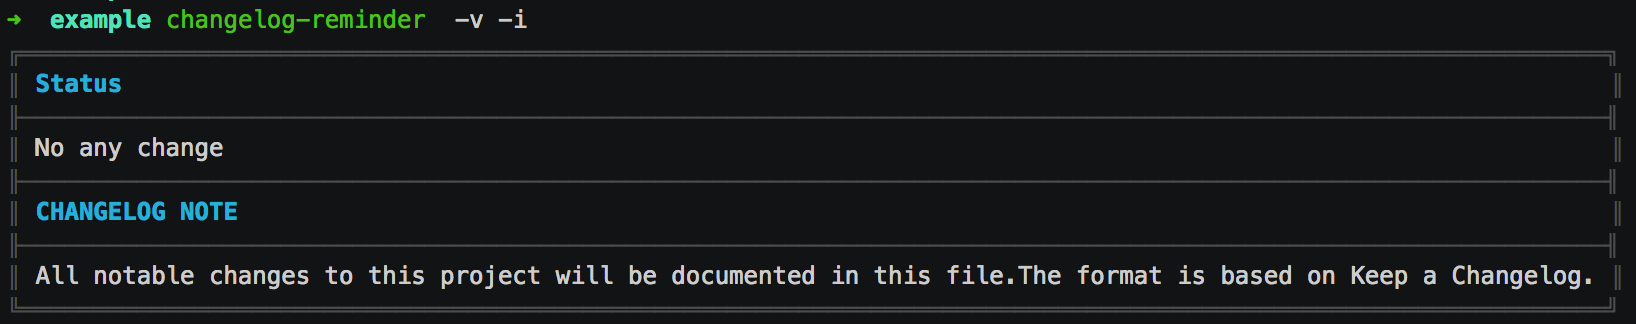 ➜  example changelog-reminder  -v -i
Status
No any change
CHANGELOG NOTE
All notable changes to this project will be documented in this file.The format is based on Keep a Changelog.